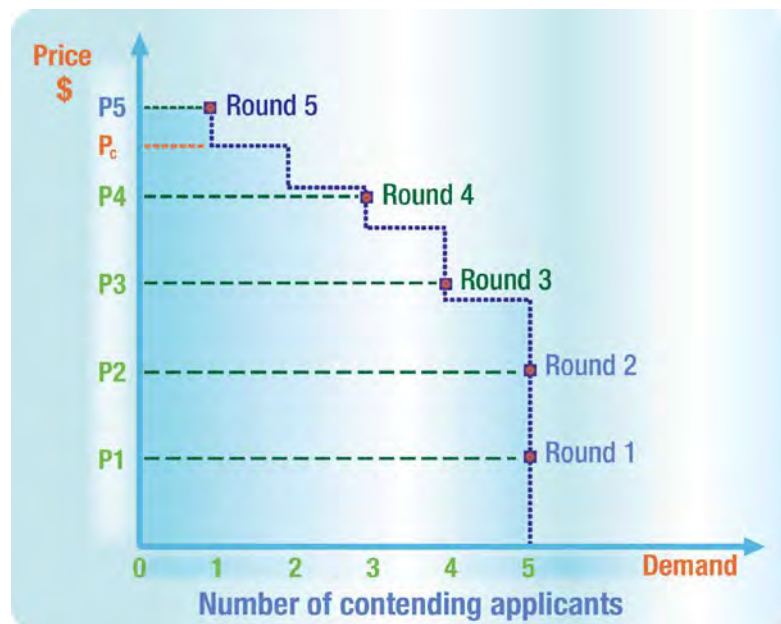 Price
$
P5
Round 5
Pc
P4
Round 4
P3
Round 3
P2
Round 2
P1
Round 1
0 1 2 3 4 5 Demand
Number of contending applicants